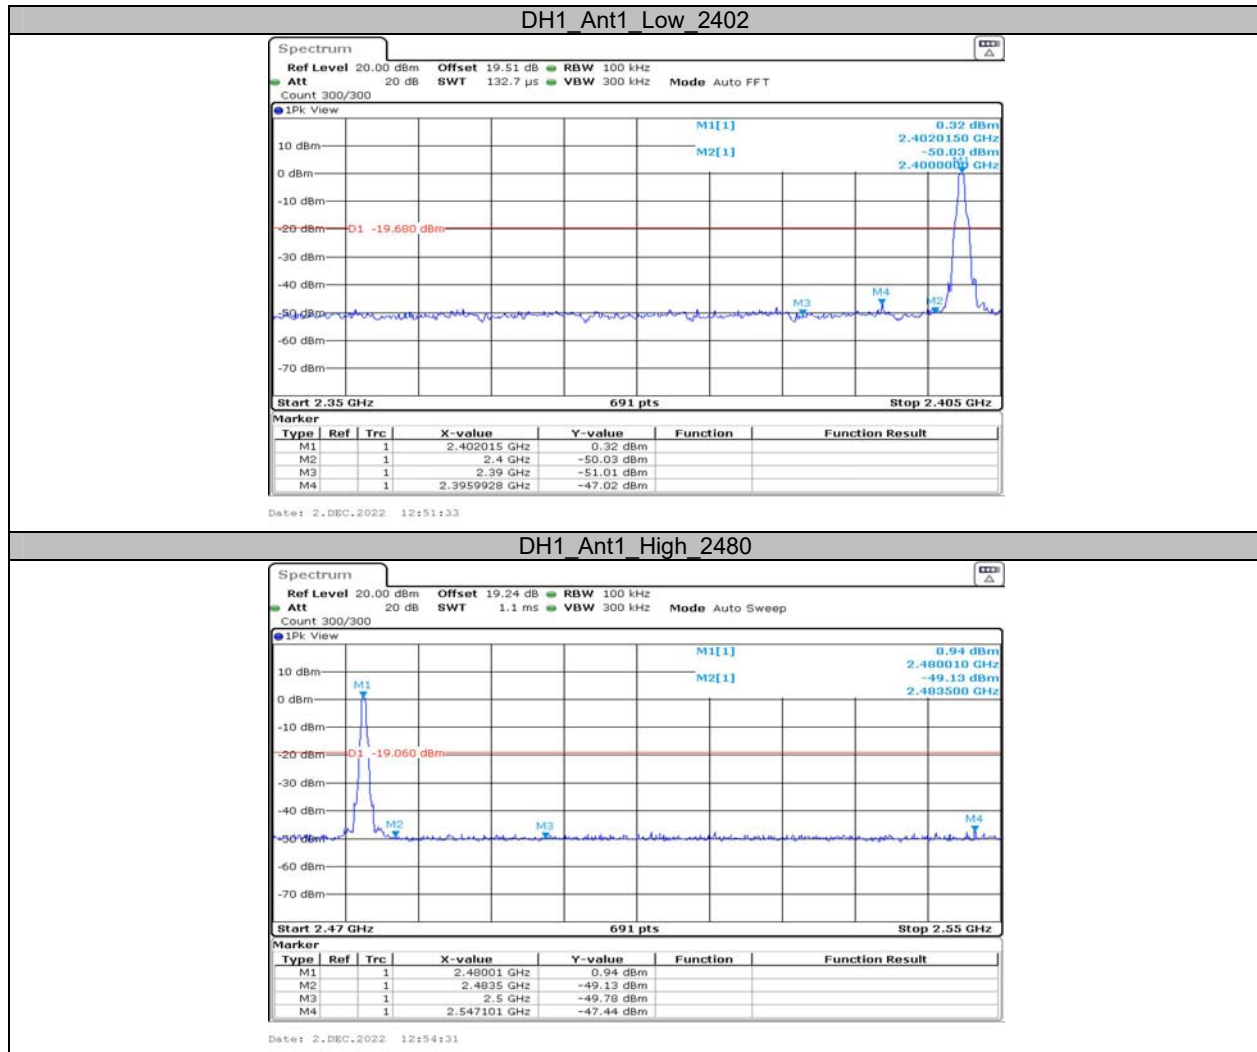 DH1_Ant1_Low_2402
Spectrum
Ref Level 20.00 dBm Offset 19.51 dB RBW 100 kHz
Att 20 dB SWT 132.7 µs VBW 300 kHz Mode Auto FFT
Count 300/300
1Pk View
M1[1] 0.32 dBm
2.4020150 GHz
10 dBm
M2[1] -50.03 dBm
2.4000000 GHz
M1
0 dBm
-10 dBm
-20 dBm D1 -19.680 dBm
-30 dBm
-40 dBm
M3 M4 M2
-50 dBm
-60 dBm
-70 dBm
Start 2.35 GHz 691 pts Stop 2.405 GHz
Marker
Type Ref Trc X-value Y-value Function Function Result
M1 1 2.402015 GHz 0.32 dBm
M2 1 2.4 GHz -50.03 dBm
M3 1 2.39 GHz -51.01 dBm
M4 1 2.3959928 GHz -47.02 dBm
Date: 2.DEC.2022 12:51:33
DH1_Ant1_High_2480
Spectrum
Ref Level 20.00 dBm Offset 19.24 dB RBW 100 kHz
Att 20 dB SWT 1.1 ms VBW 300 kHz Mode Auto Sweep
Count 300/300
1Pk View
M1[1] 0.94 dBm
2.480010 GHz
10 dBm
M2[1] -49.13 dBm
2.483500 GHz
M1
0 dBm
-10 dBm
-20 dBm D1 -19.060 dBm
-30 dBm
-40 dBm
M2 M3 M4
-50 dBm
-60 dBm
-70 dBm
Start 2.47 GHz 691 pts Stop 2.55 GHz
Marker
Type Ref Trc X-value Y-value Function Function Result
M1 1 2.48001 GHz 0.94 dBm
M2 1 2.4835 GHz -49.13 dBm
M3 1 2.5 GHz -49.78 dBm
M4 1 2.547101 GHz -47.44 dBm
Date: 2.DEC.2022 12:54:31